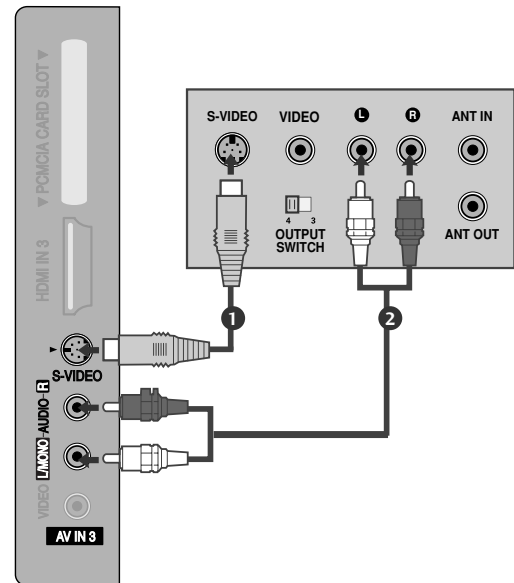 ▼ PCMCIA CARD SLOT ▼
HDMI IN 3
S-VIDEO
L/MONO AUDIO R
VIDEO
AV IN 3
S-VIDEO VIDEO L R ANT IN
4 3
OUTPUT
SWITCH
ANT OUT
1
2